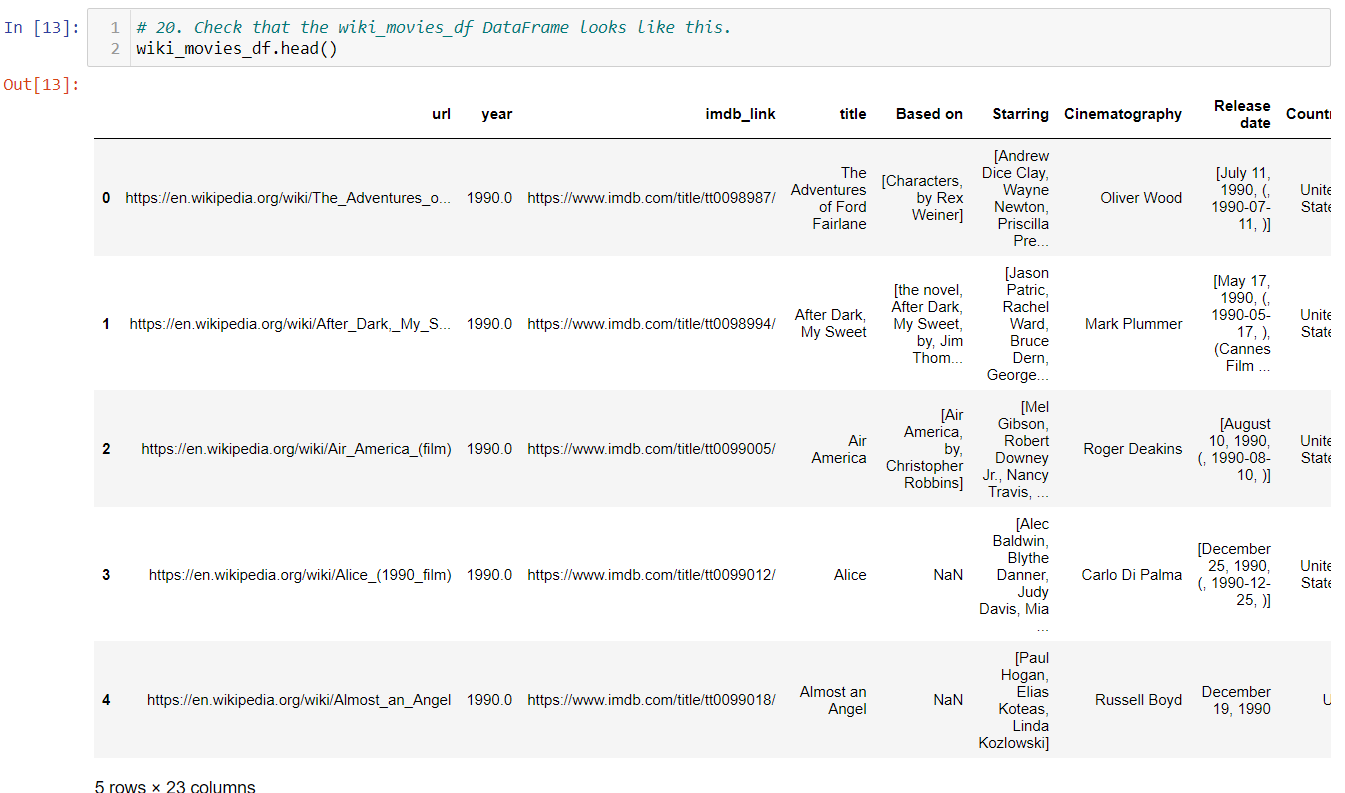 In [13]:
1 # 20. Check that the wiki_movies_df DataFrame looks like this.
2 wiki_movies_df.head()
Out[13]:
url year imdb_link title Based on Starring Cinematography Release date Countr
0 https://en.wikipedia.org/wiki/The_Adventures_o... 1990.0 https://www.imdb.com/title/tt0098987/ The Adventures of Ford Fairlane [Characters, by Rex Weiner] [Andrew Dice Clay, Wayne Newton, Priscilla Pre... Oliver Wood [July 11, 1990, (, 1990-07-11, )] Unite State
1 https://en.wikipedia.org/wiki/After_Dark,_My_S... 1990.0 https://www.imdb.com/title/tt0098994/ After Dark, My Sweet [the novel, After Dark, My Sweet, by, Jim Thom... [Jason Patric, Rachel Ward, Bruce Dern, George... Mark Plummer [May 17, 1990, (, 1990-05-17, ), (Cannes Film ... Unite State
2 https://en.wikipedia.org/wiki/Air_America_(film) 1990.0 https://www.imdb.com/title/tt0099005/ Air America [Air America, by, Christopher Robbins] [Mel Gibson, Robert Downey Jr., Nancy Travis, ... Roger Deakins [August 10, 1990, (, 1990-08-10, )] Unite State
3 https://en.wikipedia.org/wiki/Alice_(1990_film) 1990.0 https://www.imdb.com/title/tt0099012/ Alice NaN [Alec Baldwin, Blythe Danner, Judy Davis, Mia ... Carlo Di Palma [December 25, 1990, (, 1990-12-25, )] Unite State
4 https://en.wikipedia.org/wiki/Almost_an_Angel 1990.0 https://www.imdb.com/title/tt0099018/ Almost an Angel NaN [Paul Hogan, Elias Koteas, Linda Kozlowski] Russell Boyd December 19, 1990 U
5 rows × 23 columns